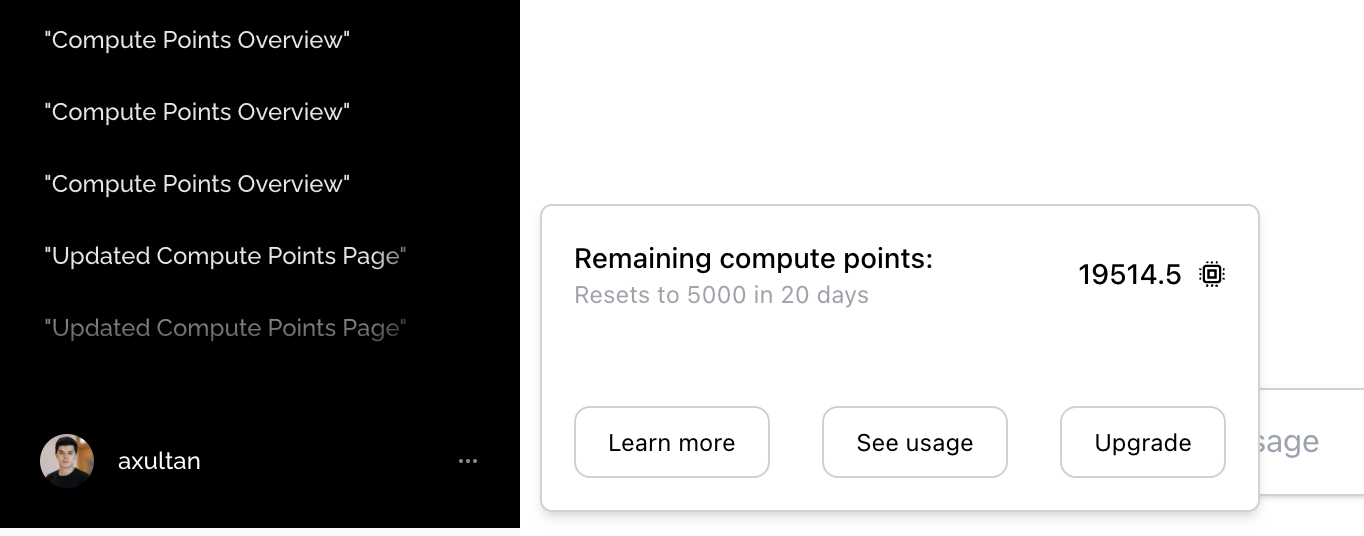 "Compute Points Overview"
"Compute Points Overview"
"Compute Points Overview"
"Updated Compute Points Page"
"Updated Compute Points Page"
axultan
Remaining compute points:
19514.5
Resets to 5000 in 20 days
Learn more
See usage
Upgrade
sage